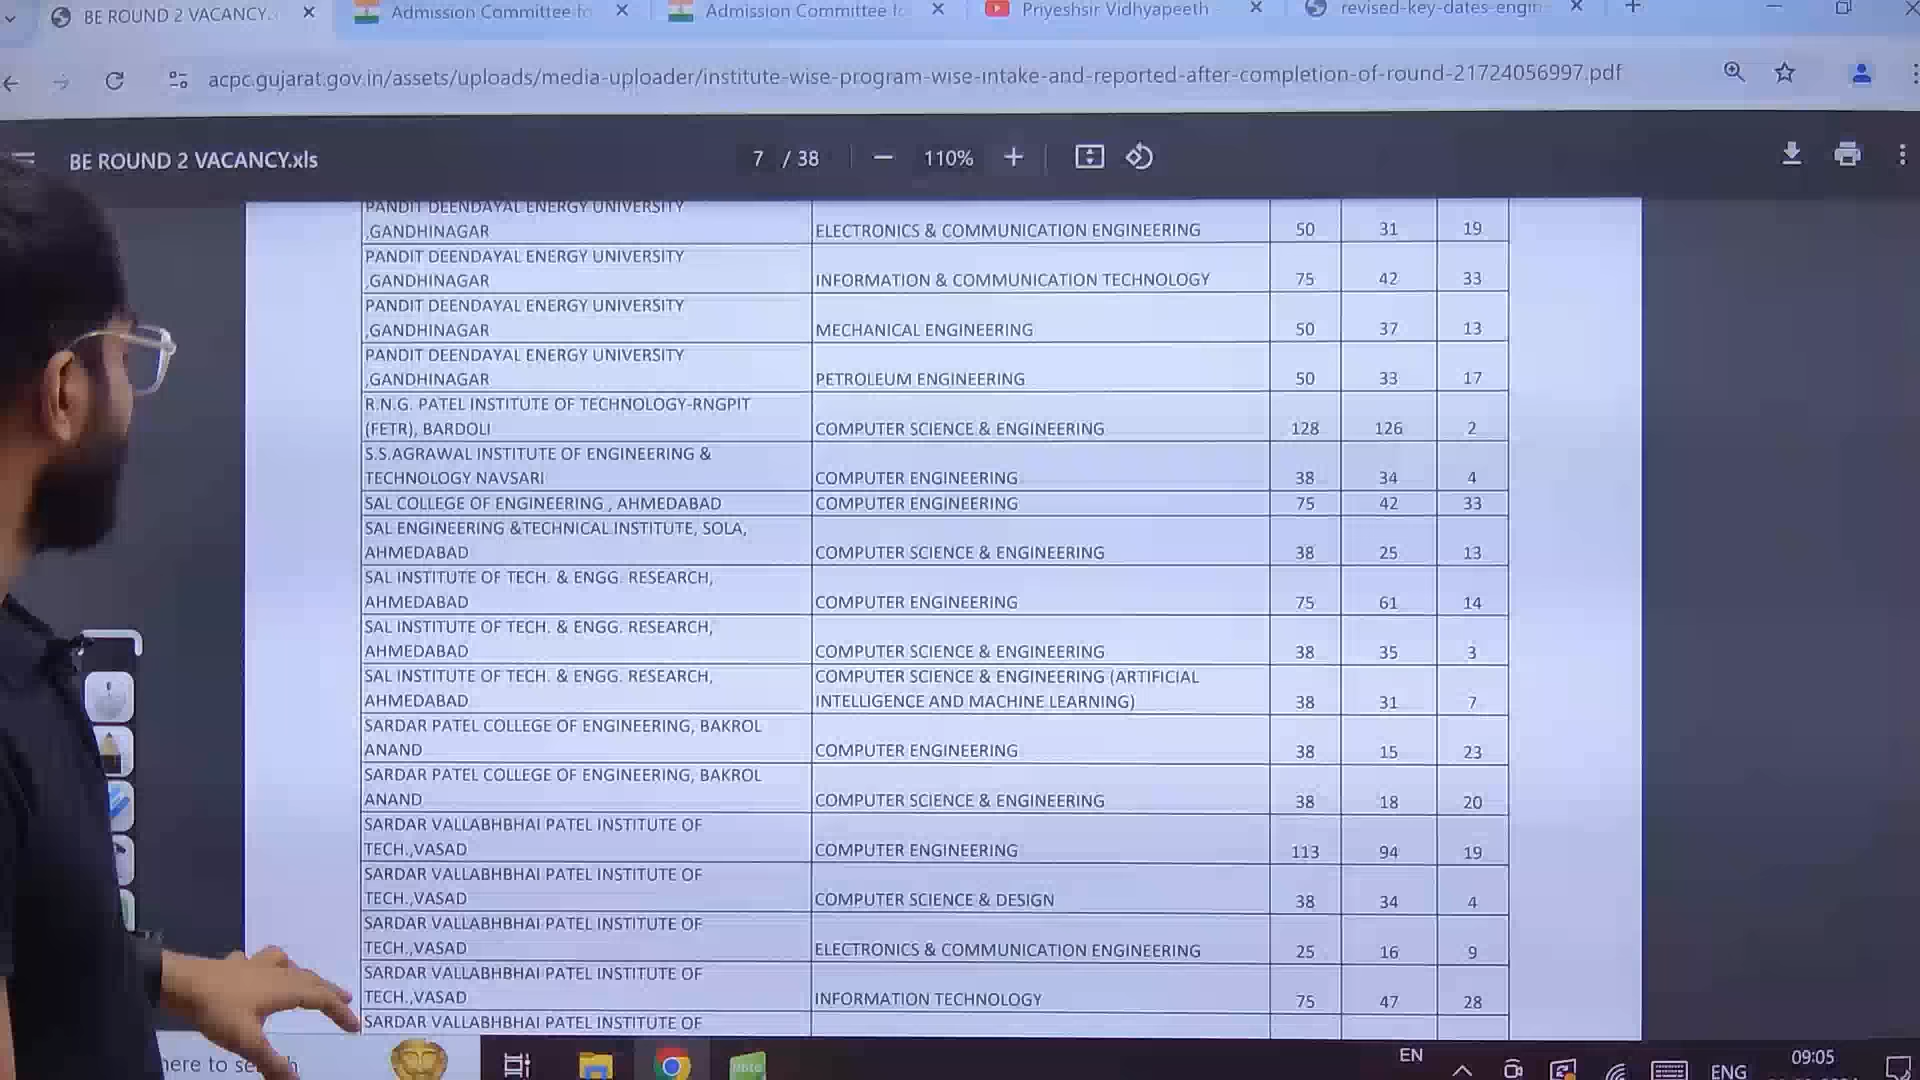 BE ROUND 2 VACANCY.
Admission Committee fo
Admission Committee fo
Priyeshsir Vidhyapeeth
revised-key-dates-engin
acpc.gujarat.gov.in/assets/uploads/media-uploader/institute-wise-program-wise-intake-and-reported-after-completion-of-round-21724056997.pdf
BE ROUND 2 VACANCY.xls
7 / 38
110%
PANDIT DEENDAYAL ENERGY UNIVERSITY
,GANDHINAGAR ELECTRONICS & COMMUNICATION ENGINEERING 50 31 19
PANDIT DEENDAYAL ENERGY UNIVERSITY
,GANDHINAGAR INFORMATION & COMMUNICATION TECHNOLOGY 75 42 33
PANDIT DEENDAYAL ENERGY UNIVERSITY
,GANDHINAGAR MECHANICAL ENGINEERING 50 37 13
PANDIT DEENDAYAL ENERGY UNIVERSITY
,GANDHINAGAR PETROLEUM ENGINEERING 50 33 17
R.N.G. PATEL INSTITUTE OF TECHNOLOGY-RNGPIT
(FETR), BARDOLI COMPUTER SCIENCE & ENGINEERING 128 126 2
S.S.AGRAWAL INSTITUTE OF ENGINEERING &
TECHNOLOGY NAVSARI COMPUTER ENGINEERING 38 34 4
SAL COLLEGE OF ENGINEERING , AHMEDABAD COMPUTER ENGINEERING 75 42 33
SAL ENGINEERING &TECHNICAL INSTITUTE, SOLA,
AHMEDABAD COMPUTER SCIENCE & ENGINEERING 38 25 13
SAL INSTITUTE OF TECH. & ENGG. RESEARCH,
AHMEDABAD COMPUTER ENGINEERING 75 61 14
SAL INSTITUTE OF TECH. & ENGG. RESEARCH,
AHMEDABAD COMPUTER SCIENCE & ENGINEERING 38 35 3
SAL INSTITUTE OF TECH. & ENGG. RESEARCH, COMPUTER SCIENCE & ENGINEERING (ARTIFICIAL
AHMEDABAD INTELLIGENCE AND MACHINE LEARNING) 38 31 7
SARDAR PATEL COLLEGE OF ENGINEERING, BAKROL
ANAND COMPUTER ENGINEERING 38 15 23
SARDAR PATEL COLLEGE OF ENGINEERING, BAKROL
ANAND COMPUTER SCIENCE & ENGINEERING 38 18 20
SARDAR VALLABHBHAI PATEL INSTITUTE OF
TECH.,VASAD COMPUTER ENGINEERING 113 94 19
SARDAR VALLABHBHAI PATEL INSTITUTE OF
TECH.,VASAD COMPUTER SCIENCE & DESIGN 38 34 4
SARDAR VALLABHBHAI PATEL INSTITUTE OF
TECH.,VASAD ELECTRONICS & COMMUNICATION ENGINEERING 25 16 9
SARDAR VALLABHBHAI PATEL INSTITUTE OF
TECH.,VASAD INFORMATION TECHNOLOGY 75 47 28
SARDAR VALLABHBHAI PATEL INSTITUTE OF
here to se h
EN
ENG
09:05